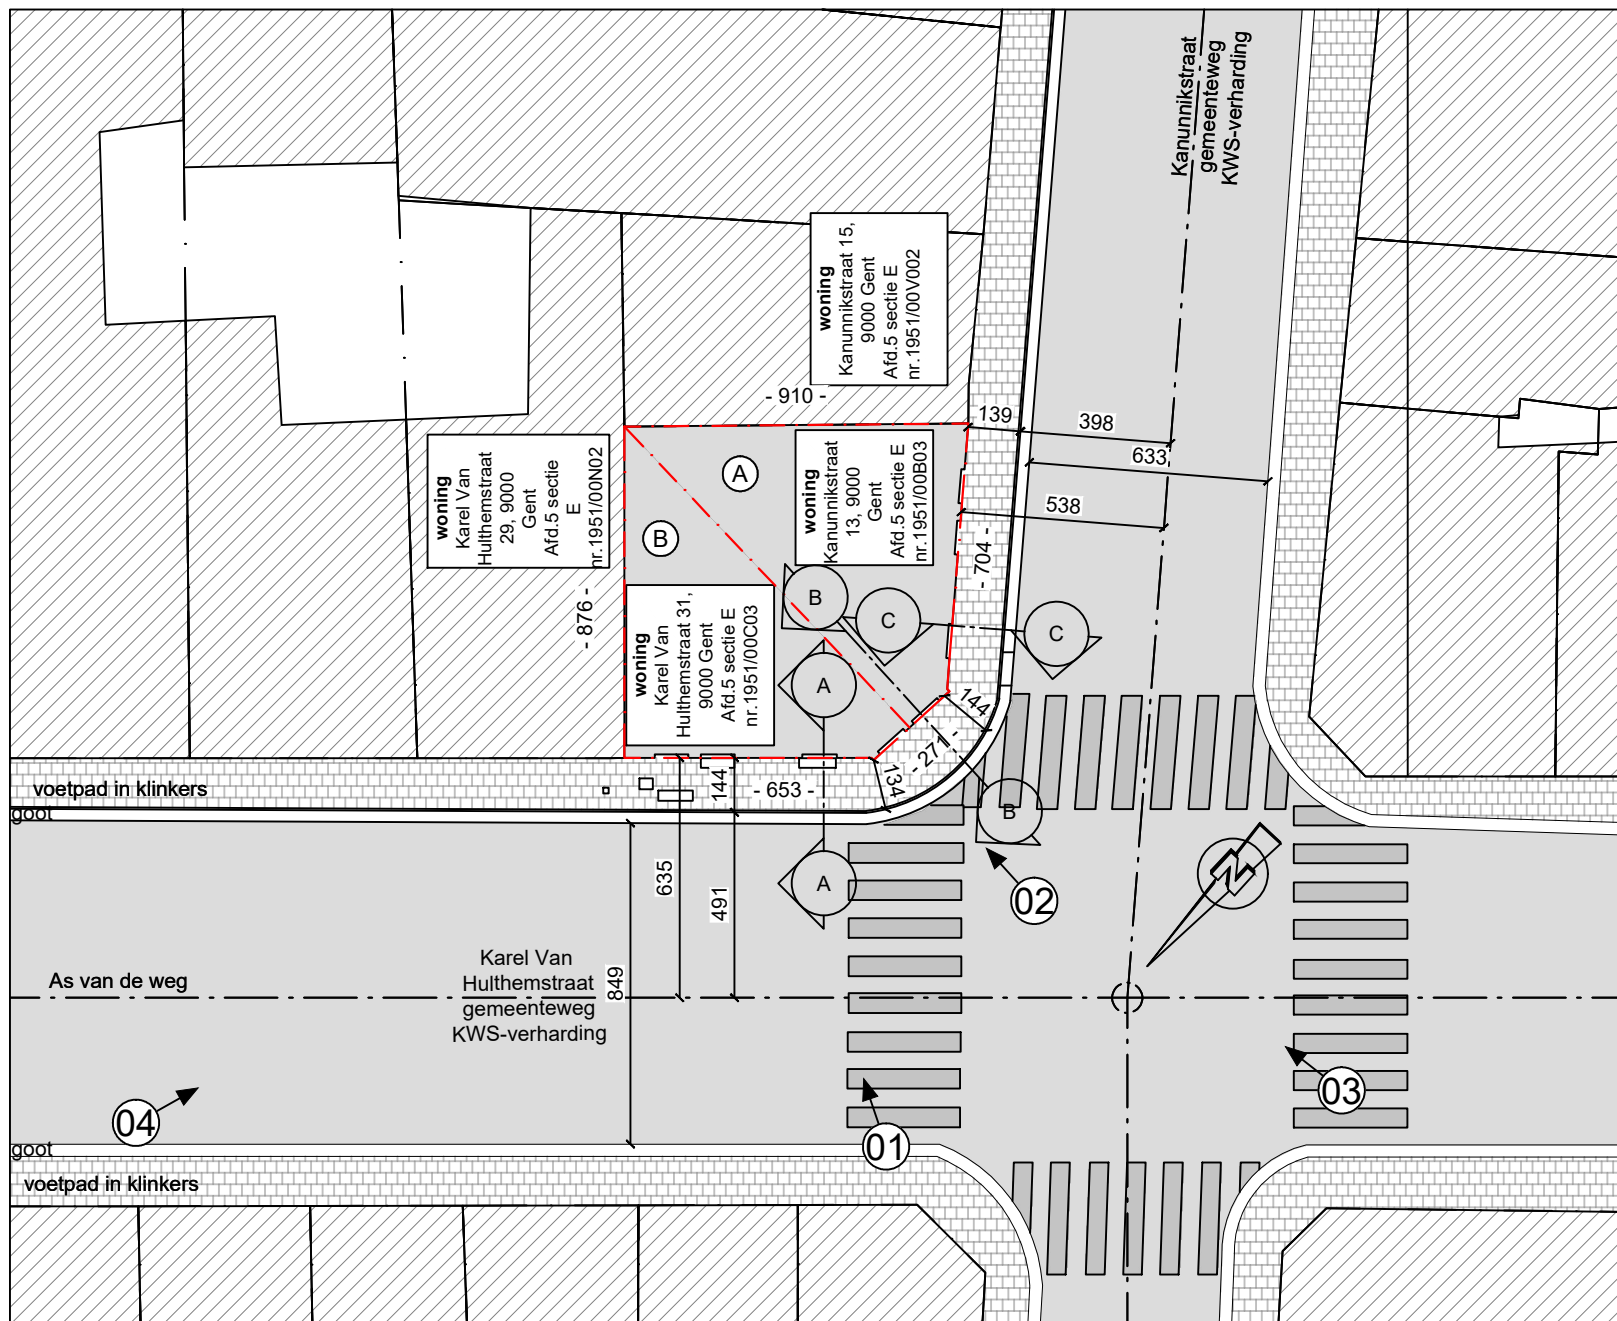 Kanunnikstraat
gemeenteweg
KWS-verharding
woning
Kanunnikstraat 15,
9000 Gent
Afd.5 sectie E
nr.1951/00V002
- 910 -
139
398
633
538
woning
Karel Van
Hulthemstraat
29, 9000
Gent
Afd.5 sectie
E
nr.1951/00N02
A
B
woning
Kanunnikstraat
13, 9000
Gent
Afd.5 sectie E
nr.1951/00B03
- 704 -
- 876 -
woning
Karel Van
Hulthemstraat 31,
9000 Gent
Afd.5 sectie E
nr.1951/00C03
B
C
C
A
144
- 271 -
134
144
- 653 -
voetpad in klinkers
goot
B
A
635
491
849
N
02
As van de weg
Karel Van
Hulthemstraat
gemeenteweg
KWS-verharding
03
04
01
goot
voetpad in klinkers